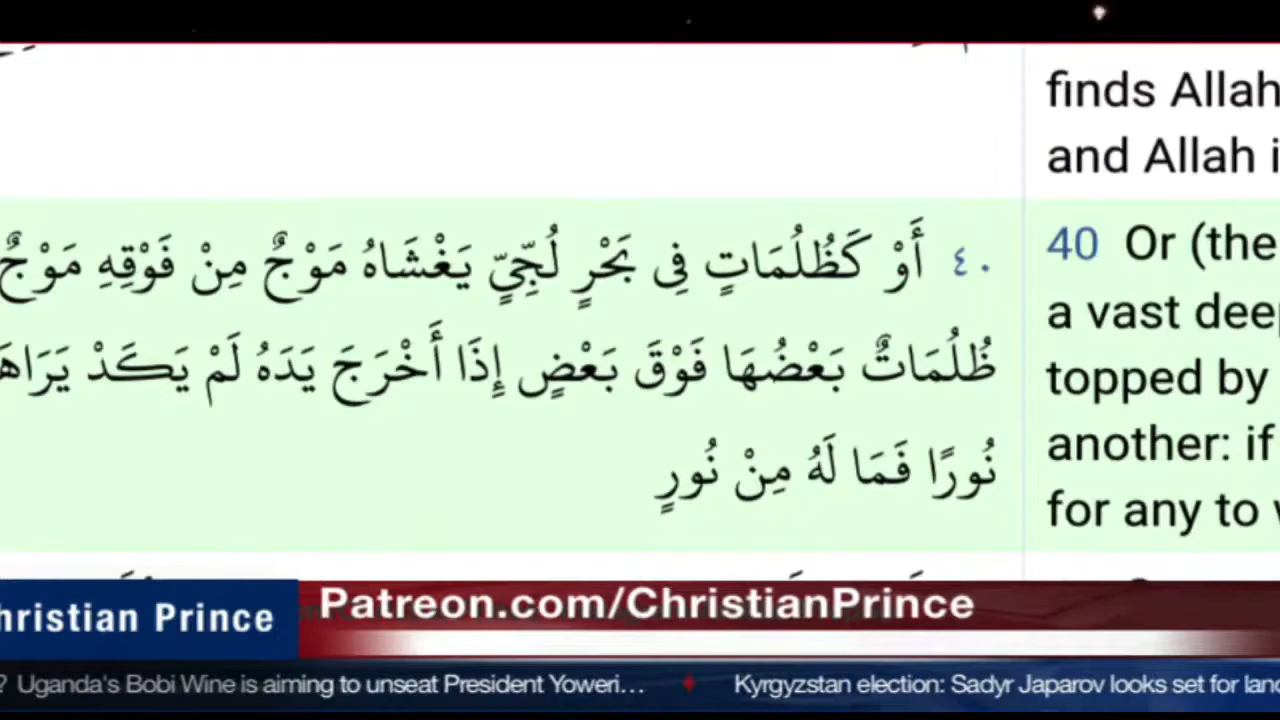 finds Allah
and Allah i
40 Or (the
a vast deep
topped by
another: if
for any to
٤٠ أَوْ كَظُلُمَاتٍ فِي بَحْرٍ لُجِّيٍّ يَغْشَاهُ مَوْجٌ مِنْ فَوْقِهِ مَوْجٌ
ظُلُمَاتٌ بَعْضُهَا فَوْقَ بَعْضٍ إِذَا أَخْرَجَ يَدَهُ لَمْ يَكَدْ يَرَاهَ
نُورًا فَمَا لَهُ مِنْ نُورٍ
hristian Prince
Patreon.com/ChristianPrince
? Uganda's Bobi Wine is aiming to unseat President Yoweri... Kyrgyzstan election: Sadyr Japarov looks set for land